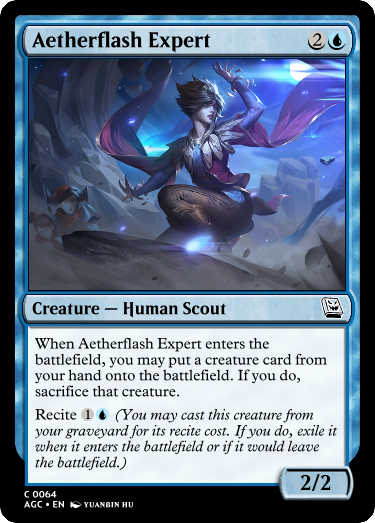 Aetherflash Expert 2
Creature — Human Scout
When Aetherflash Expert enters the
battlefield, you may put a creature card from
your hand onto the battlefield. If you do,
sacrifice that creature.
Recite 1 (You may cast this creature from
your graveyard for its recite cost. If you do, exile it
when it enters the battlefield or if it would leave
the battlefield.)
2/2
C 0064
AGC • EN YUANBIN HU